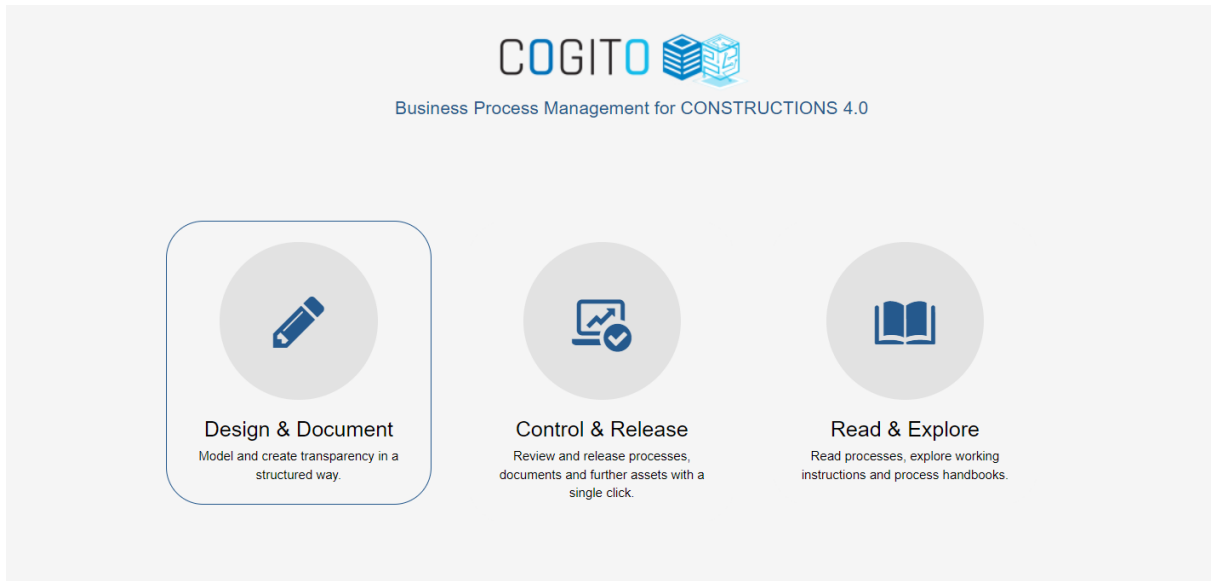 COGITO
Business Process Management for CONSTRUCTIONS 4.0
Design & Document
Model and create transparency in a
structured way.
Control & Release
Review and release processes,
documents and further assets with a
single click.
Read & Explore
Read processes, explore working
instructions and process handbooks.